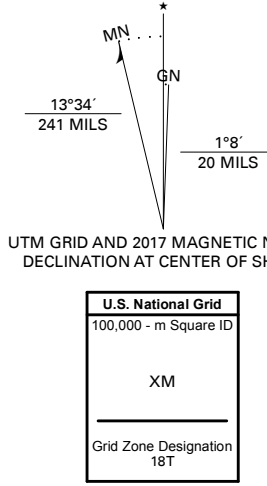 ★
MN
GN
13°34´
241 MILS
1°8´
20 MILS
UTM GRID AND 2017 MAGNETIC N
DECLINATION AT CENTER OF SH
U.S. National Grid
100,000 - m Square ID
XM
Grid Zone Designation
18T